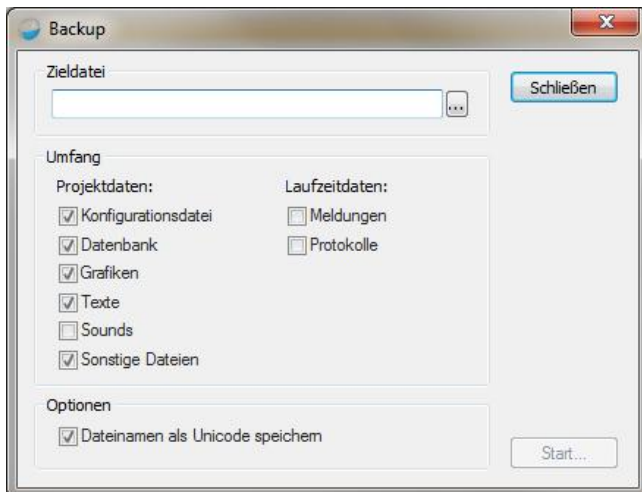 Backup
Zieldatei
...
Schließen
Umfang
Projektdaten:
Laufzeitdaten:
Konfigurationsdatei
Meldungen
Datenbank
Protokolle
Grafiken
Texte
Sounds
Sonstige Dateien
Optionen
Dateinamen als Unicode speichern
Start...